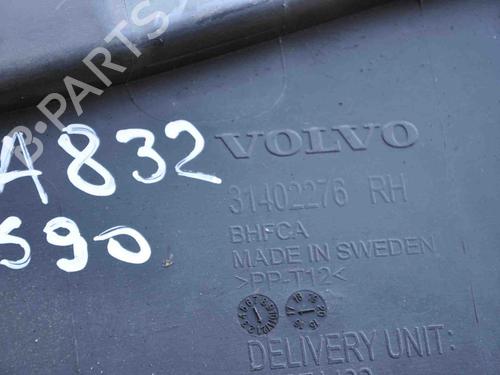 B-PARTS
A832
S90
VOLVO
31402276 RH
BHFCA
MADE IN SWEDEN
>PP-T12<
DELIVERY UNIT: